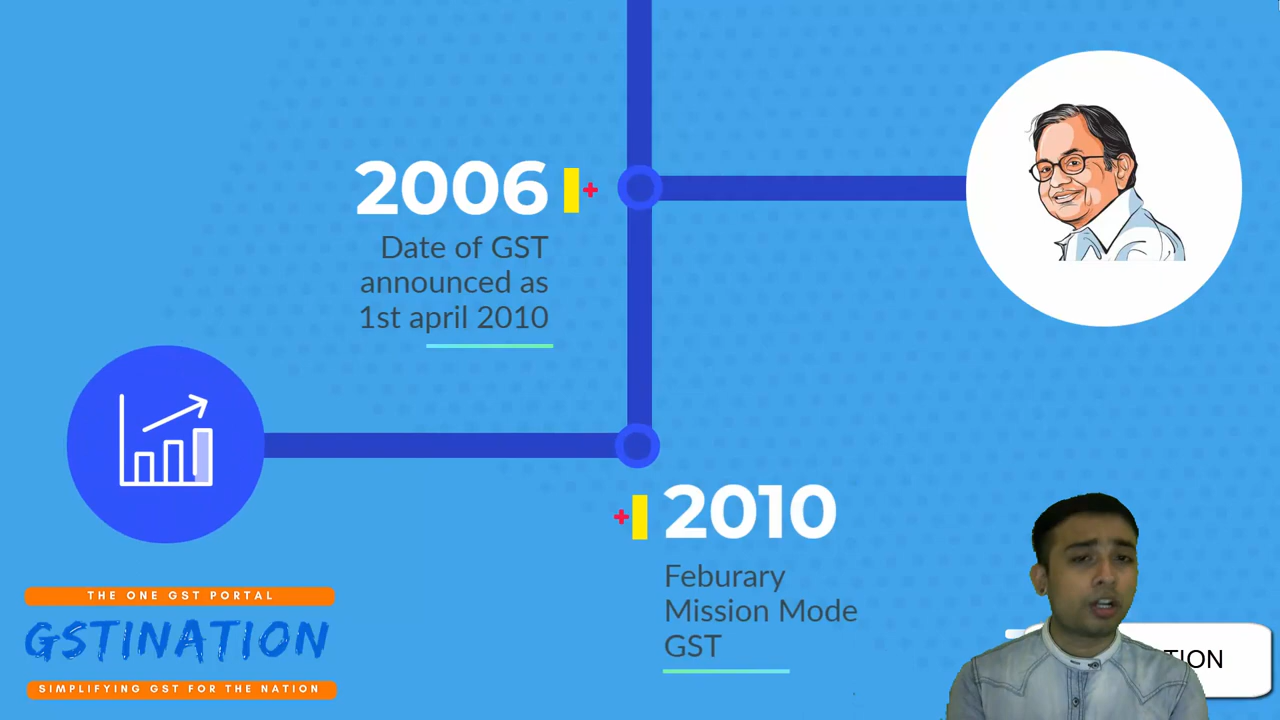 2006
Date of GST
announced as
1st april 2010
2010
Feburary
Mission Mode
GST
THE ONE GST PORTAL
GSTINATION
SIMPLIFYING GST FOR THE NATION
TION